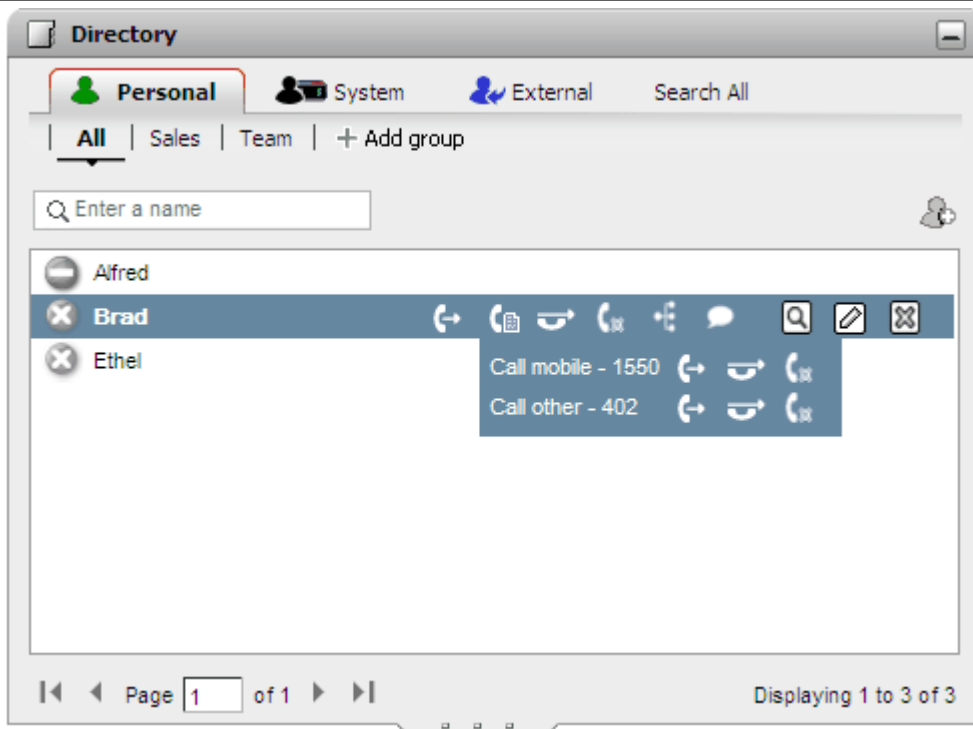 Directory
Personal System External Search All
All Sales Team + Add group
Enter a name
Alfred
Brad
Ethel
Call mobile - 1550
Call other - 402
Page 1 of 1 Displaying 1 to 3 of 3